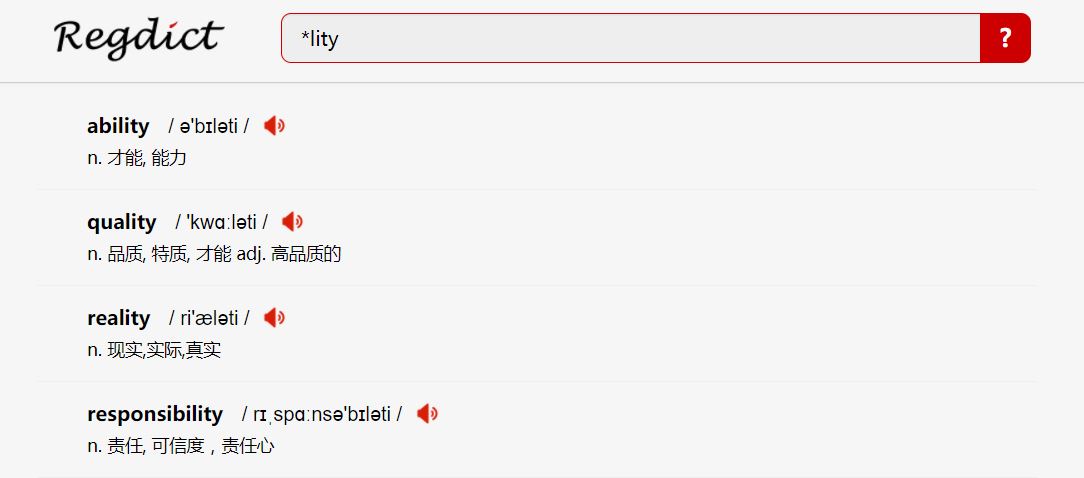 Regdict
*lity
?
ability / ə'bɪləti /
n. 才能, 能力
quality / 'kwɑːləti /
n. 品质, 特质, 才能 adj. 高品质的
reality / ri'æləti /
n. 现实,实际,真实
responsibility / rɪˌspɑːnsə'bɪləti /
n. 责任, 可信度，责任心